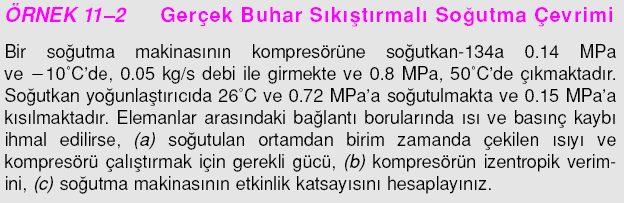 ÖRNEK 11–2 Gerçek Buhar Sıkıştırmalı Soğutma Çevrimi
Bir soğutma makinasının kompresörüne soğutkan-134a 0.14 MPa
ve −10˚C'de, 0.05 kg/s debi ile girmekte ve 0.8 MPa, 50˚C'de çıkmaktadır.
Soğutkan yoğunlaştırıcıda 26˚C ve 0.72 MPa'a soğutulmakta ve 0.15 MPa'a
kısılmaktadır. Elemanlar arasındaki bağlantı borularında ısı ve basınç kaybı
ihmal edilirse, (a) soğutulan ortamdan birim zamanda çekilen ısıyı ve
kompresörü çalıştırmak için gerekli gücü, (b) kompresörün izentropik verim-
ini, (c) soğutma makinasının etkinlik katsayısını hesaplayınız.